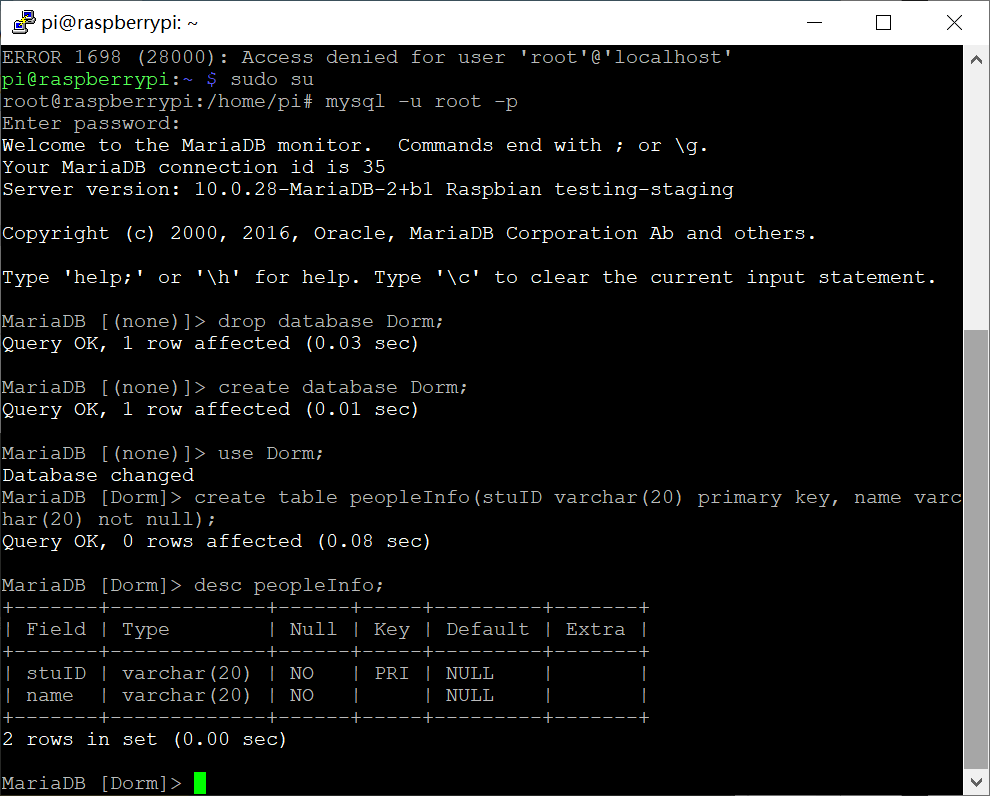 pi@raspberrypi: ~
ERROR 1698 (28000): Access denied for user 'root'@'localhost'
pi@raspberrypi:~ $ sudo su
root@raspberrypi:/home/pi# mysql -u root -p
Enter password:
Welcome to the MariaDB monitor.  Commands end with ; or \g.
Your MariaDB connection id is 35
Server version: 10.0.28-MariaDB-2+b1 Raspbian testing-staging

Copyright (c) 2000, 2016, Oracle, MariaDB Corporation Ab and others.

Type 'help;' or '\h' for help. Type '\c' to clear the current input statement.

MariaDB [(none)]> drop database Dorm;
Query OK, 1 row affected (0.03 sec)

MariaDB [(none)]> create database Dorm;
Query OK, 1 row affected (0.01 sec)

MariaDB [(none)]> use Dorm;
Database changed
MariaDB [Dorm]> create table peopleInfo(stuID varchar(20) primary key, name varc
har(20) not null);
Query OK, 0 rows affected (0.08 sec)

MariaDB [Dorm]> desc peopleInfo;
+-------+-------------+------+-----+---------+-------+
| Field | Type        | Null | Key | Default | Extra |
+-------+-------------+------+-----+---------+-------+
| stuID | varchar(20) | NO   | PRI | NULL    |       |
| name  | varchar(20) | NO   |     | NULL    |       |
+-------+-------------+------+-----+---------+-------+
2 rows in set (0.00 sec)

MariaDB [Dorm]>